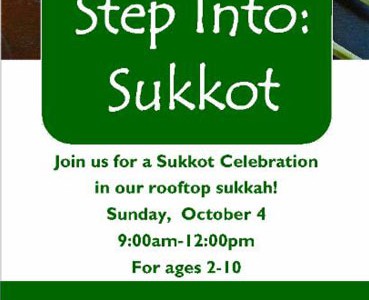 Step Into:
Sukkot
Join us for a Sukkot Celebration
in our rooftop sukkah!
Sunday,  October 4
9:00am-12:00pm
For ages 2-10